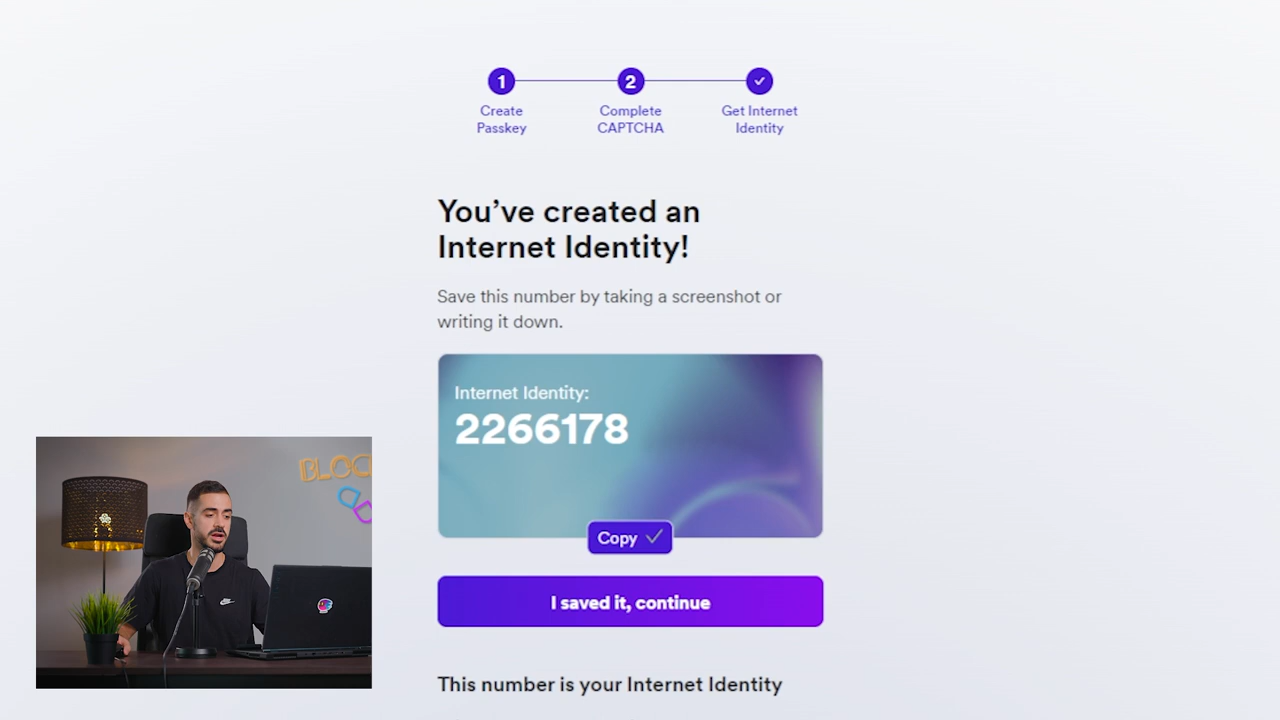 1
2
Create
Passkey
Complete
CAPTCHA
Get Internet
Identity
You’ve created an
Internet Identity!
Save this number by taking a screenshot or
writing it down.
Internet Identity:
2266178
Copy
I saved it, continue
This number is your Internet Identity
BLOC